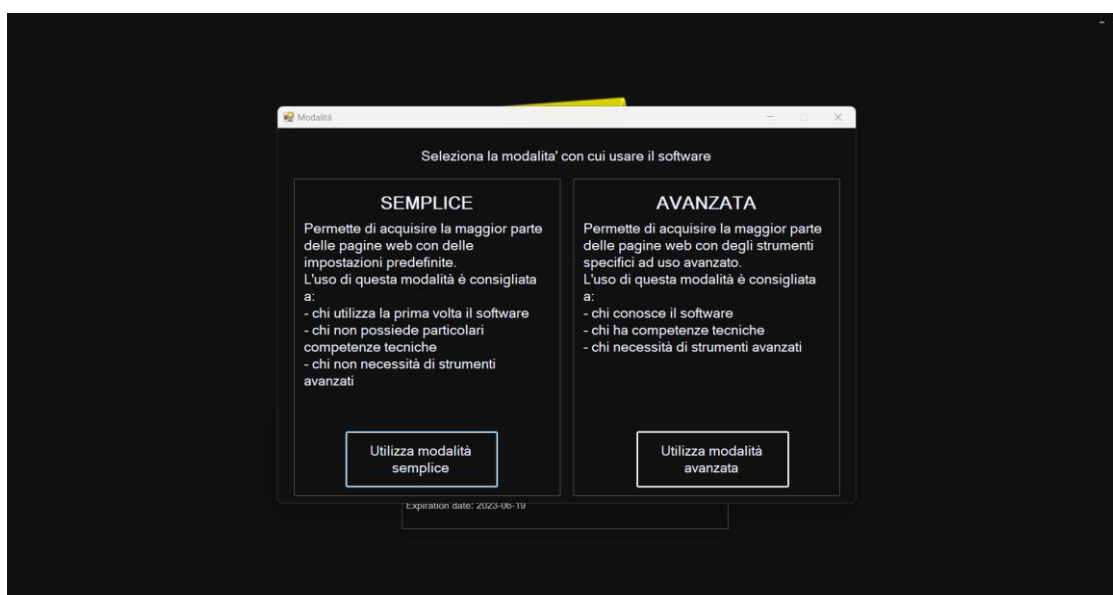 Modalità
Seleziona la modalita' con cui usare il software
SEMPLICE
Permette di acquisire la maggior parte
delle pagine web con delle
impostazioni predefinite.
L'uso di questa modalità è consigliata
a:
- chi utilizza la prima volta il software
- chi non possiede particolari
competenze tecniche
- chi non necessità di strumenti
avanzati
Utilizza modalità
semplice
AVANZATA
Permette di acquisire la maggior parte
delle pagine web con degli strumenti
specifici ad uso avanzato.
L'uso di questa modalità è consigliata
a:
- chi conosce il software
- chi ha competenze tecniche
- chi necessità di strumenti avanzati
Utilizza modalità
avanzata
Expiration date: 2023-06-19